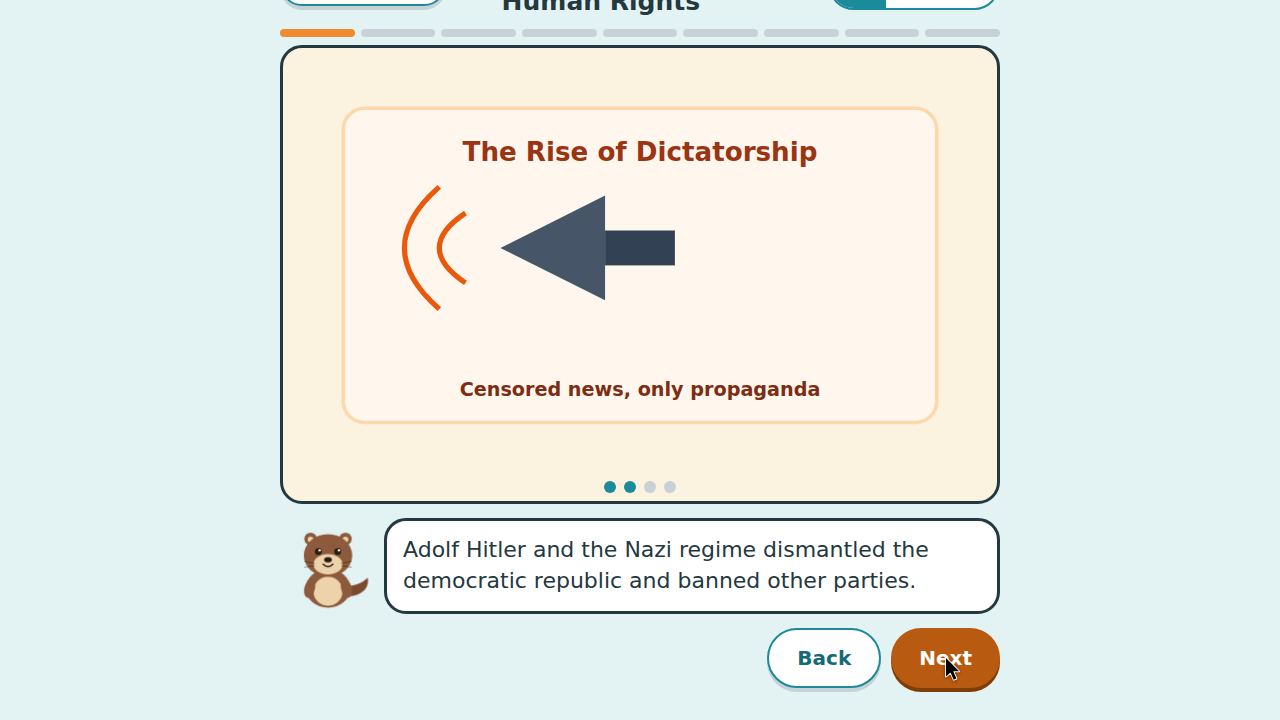 Human Rights
The Rise of Dictatorship
Censored news, only propaganda
Adolf Hitler and the Nazi regime dismantled the
democratic republic and banned other parties.
Back
Next